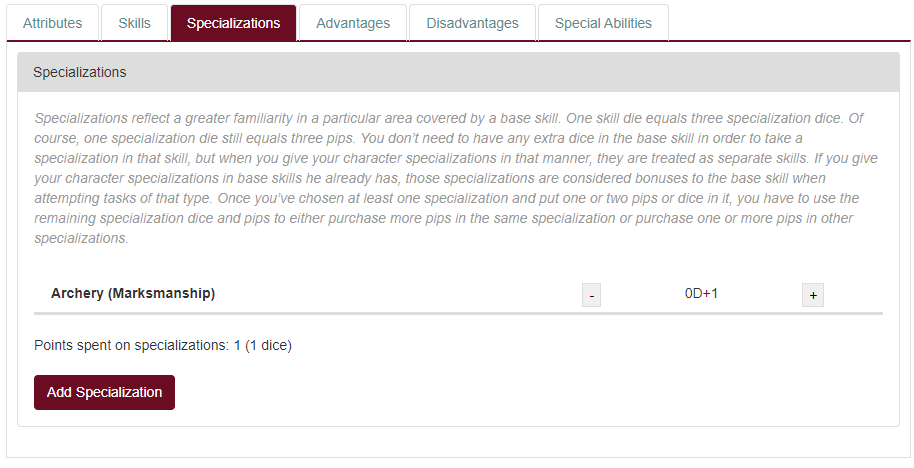 Attributes Skills Specializations Advantages Disadvantages Special Abilities
Specializations
Specializations reflect a greater familiarity in a particular area covered by a base skill. One skill die equals three specialization dice. Of
course, one specialization die still equals three pips. You don’t need to have any extra dice in the base skill in order to take a
specialization in that skill, but when you give your character specializations in that manner, they are treated as separate skills. If you give
your character specializations in base skills he already has, those specializations are considered bonuses to the base skill when
attempting tasks of that type. Once you’ve chosen at least one specialization and put one or two pips or dice in it, you have to use the
remaining specialization dice and pips to either purchase more pips in the same specialization or purchase one or more pips in other
specializations.
Archery (Marksmanship) - 0D+1 +
Points spent on specializations: 1 (1 dice)
Add Specialization